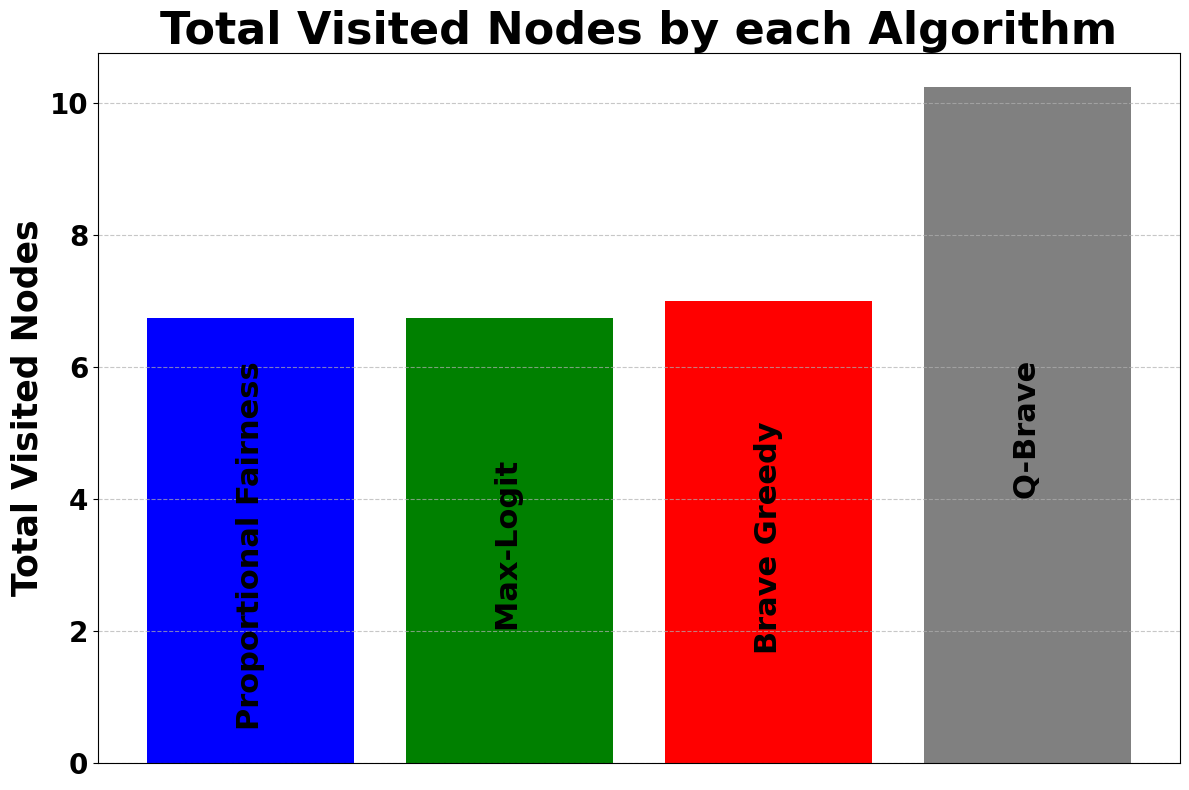 Total Visited Nodes by each Algorithm
Total Visited Nodes
10
8
6
4
2
0
Proportional Fairness
Max-Logit
Brave Greedy
Q-Brave